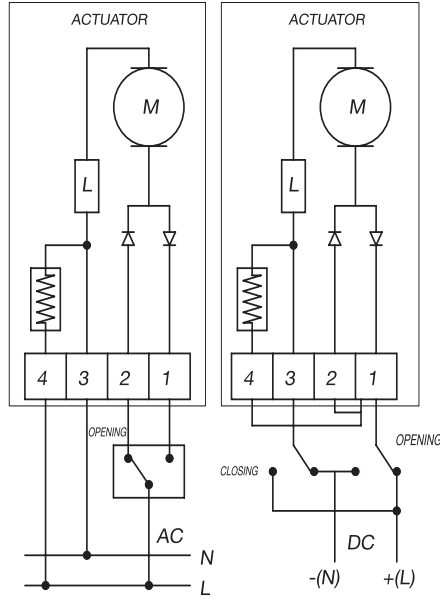 ACTUATOR
M
L
4 3 2 1
OPENING
AC
N
L
ACTUATOR
M
L
4 3 2 1
OPENING
CLOSING
DC
-(N) +(L)